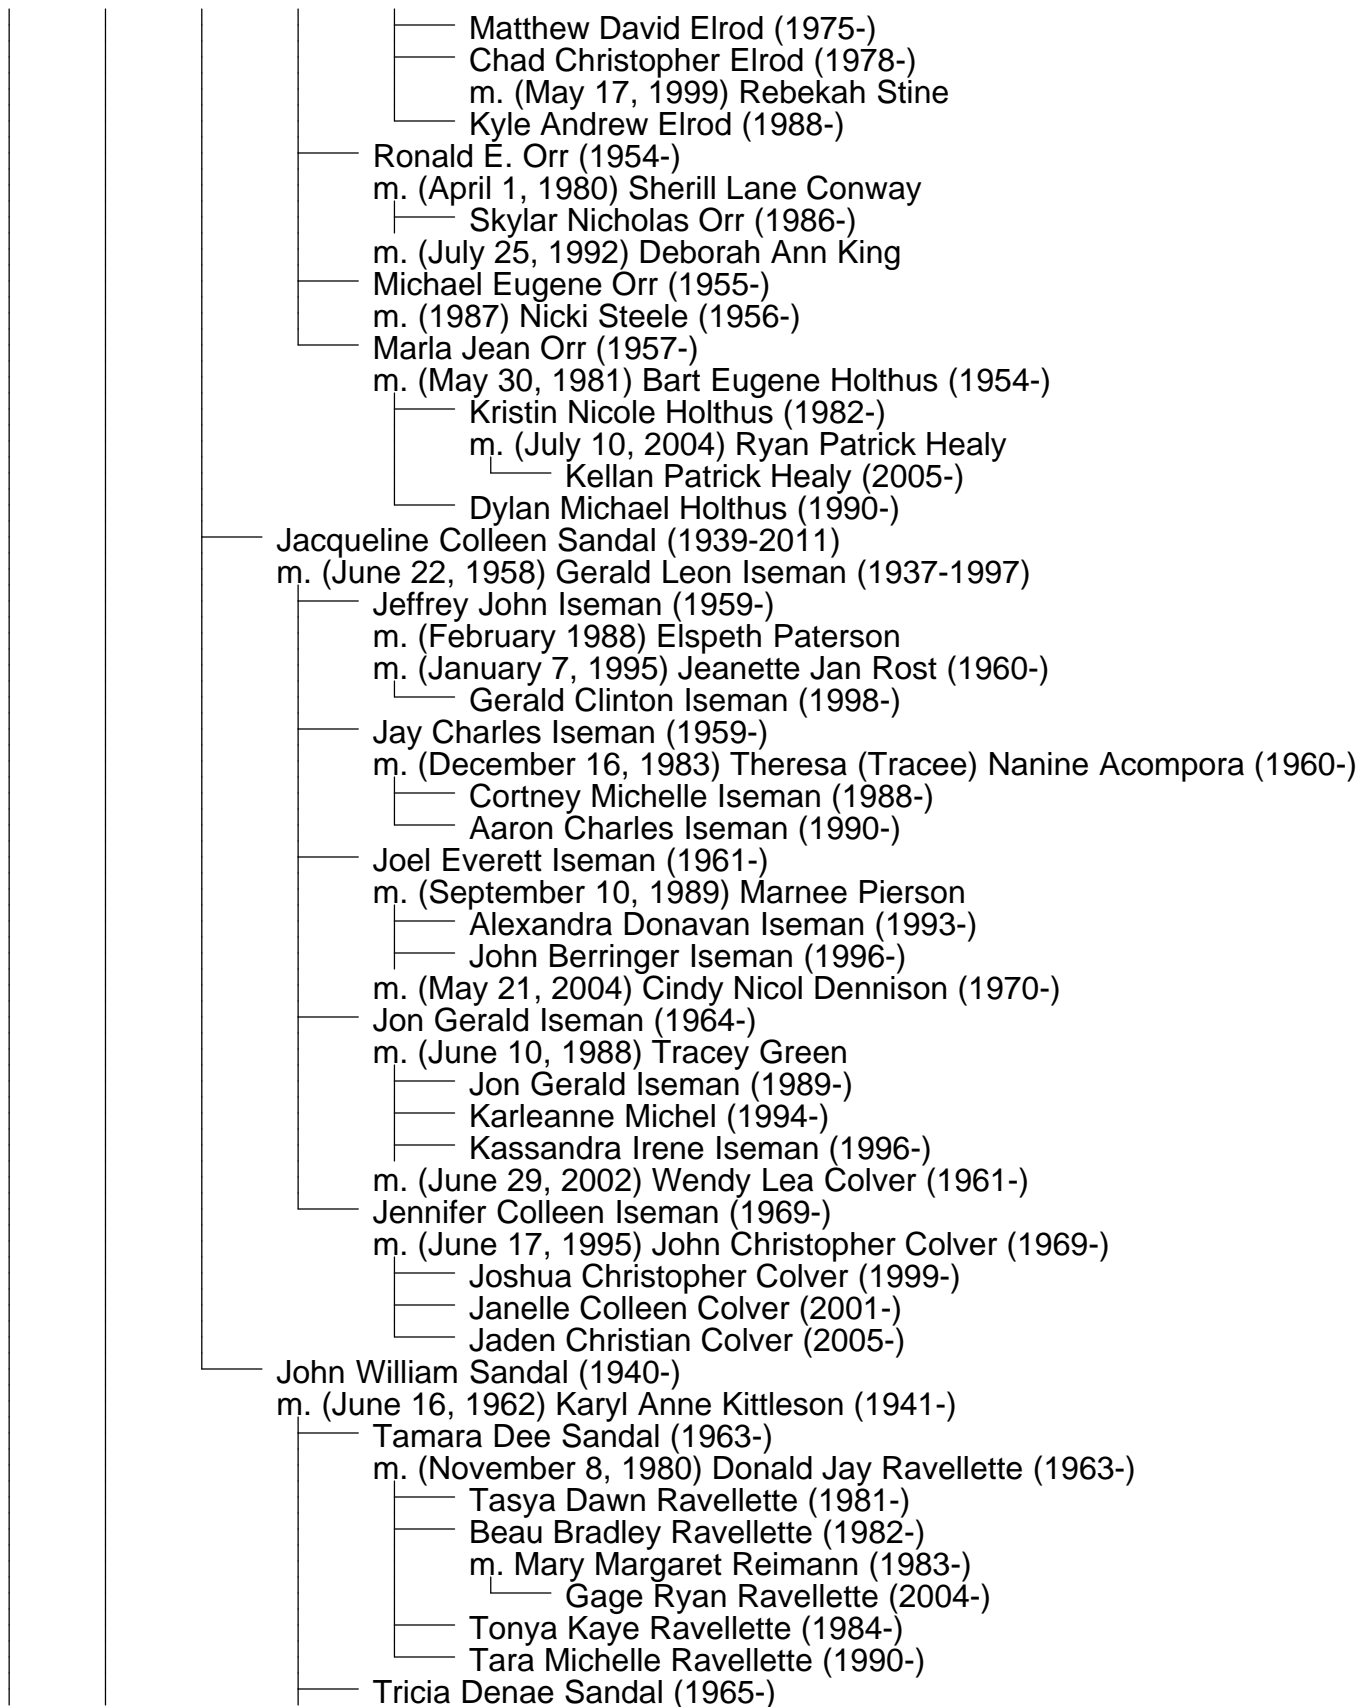 Matthew David Elrod (1975-)
Chad Christopher Elrod (1978-)
m. (May 17, 1999) Rebekah Stine
Kyle Andrew Elrod (1988-)
Ronald E. Orr (1954-)
m. (April 1, 1980) Sherill Lane Conway
Skylar Nicholas Orr (1986-)
m. (July 25, 1992) Deborah Ann King
Michael Eugene Orr (1955-)
m. (1987) Nicki Steele (1956-)
Marla Jean Orr (1957-)
m. (May 30, 1981) Bart Eugene Holthus (1954-)
Kristin Nicole Holthus (1982-)
m. (July 10, 2004) Ryan Patrick Healy
Kellan Patrick Healy (2005-)
Dylan Michael Holthus (1990-)
Jacqueline Colleen Sandal (1939-2011)
m. (June 22, 1958) Gerald Leon Iseman (1937-1997)
Jeffrey John Iseman (1959-)
m. (February 1988) Elspeth Paterson
m. (January 7, 1995) Jeanette Jan Rost (1960-)
Gerald Clinton Iseman (1998-)
Jay Charles Iseman (1959-)
m. (December 16, 1983) Theresa (Tracee) Nanine Acompora (1960-)
Cortney Michelle Iseman (1988-)
Aaron Charles Iseman (1990-)
Joel Everett Iseman (1961-)
m. (September 10, 1989) Marnee Pierson
Alexandra Donavan Iseman (1993-)
John Berringer Iseman (1996-)
m. (May 21, 2004) Cindy Nicol Dennison (1970-)
Jon Gerald Iseman (1964-)
m. (June 10, 1988) Tracey Green
Jon Gerald Iseman (1989-)
Karleanne Michel (1994-)
Kassandra Irene Iseman (1996-)
m. (June 29, 2002) Wendy Lea Colver (1961-)
Jennifer Colleen Iseman (1969-)
m. (June 17, 1995) John Christopher Colver (1969-)
Joshua Christopher Colver (1999-)
Janelle Colleen Colver (2001-)
Jaden Christian Colver (2005-)
John William Sandal (1940-)
m. (June 16, 1962) Karyl Anne Kittleson (1941-)
Tamara Dee Sandal (1963-)
m. (November 8, 1980) Donald Jay Ravellette (1963-)
Tasya Dawn Ravellette (1981-)
Beau Bradley Ravellette (1982-)
m. Mary Margaret Reimann (1983-)
Gage Ryan Ravellette (2004-)
Tonya Kaye Ravellette (1984-)
Tara Michelle Ravellette (1990-)
Tricia Denae Sandal (1965-)